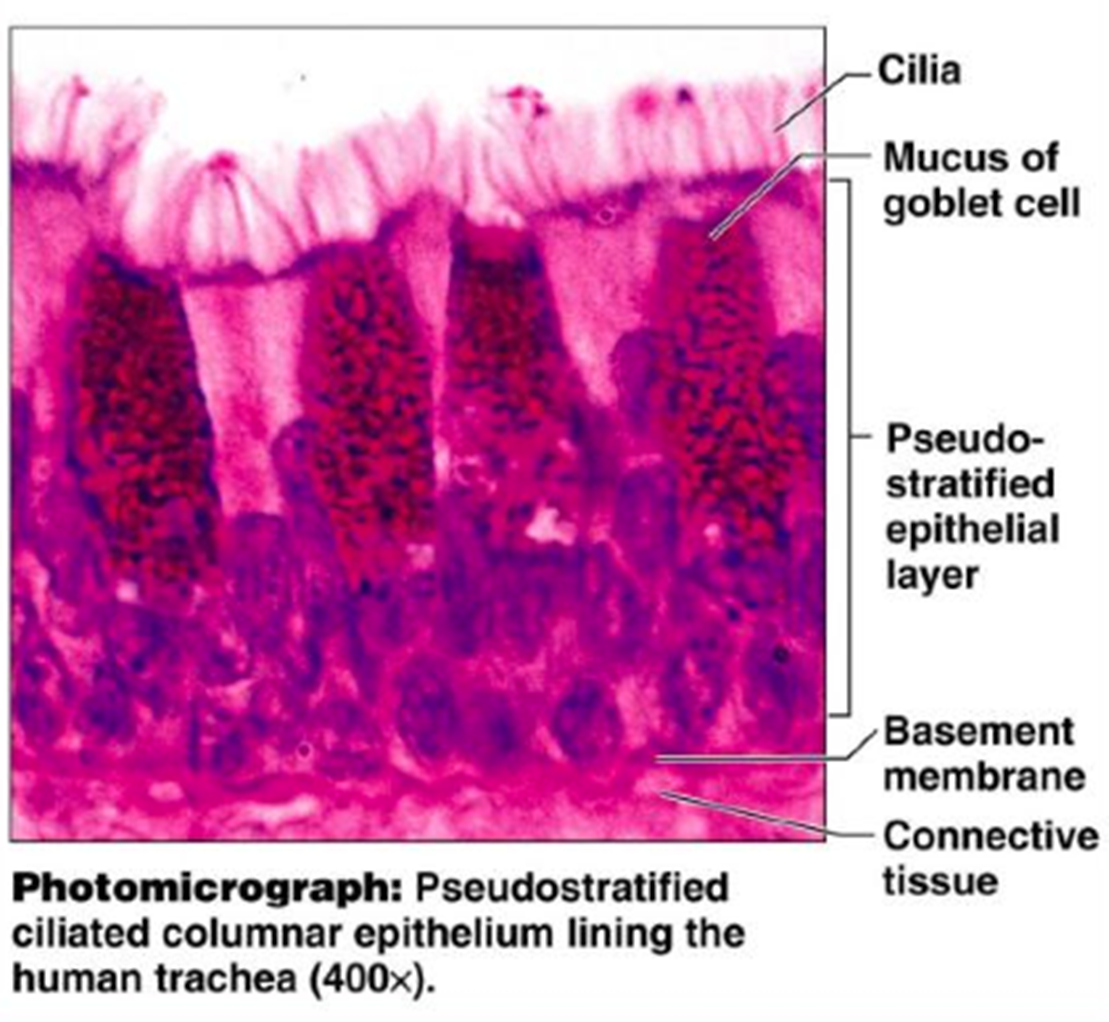 Cilia
Mucus of
goblet cell
Pseudo-
stratified
epithelial
layer
Basement
membrane
Connective
tissue
Photomicrograph: Pseudostratified
ciliated columnar epithelium lining the
human trachea (400×).